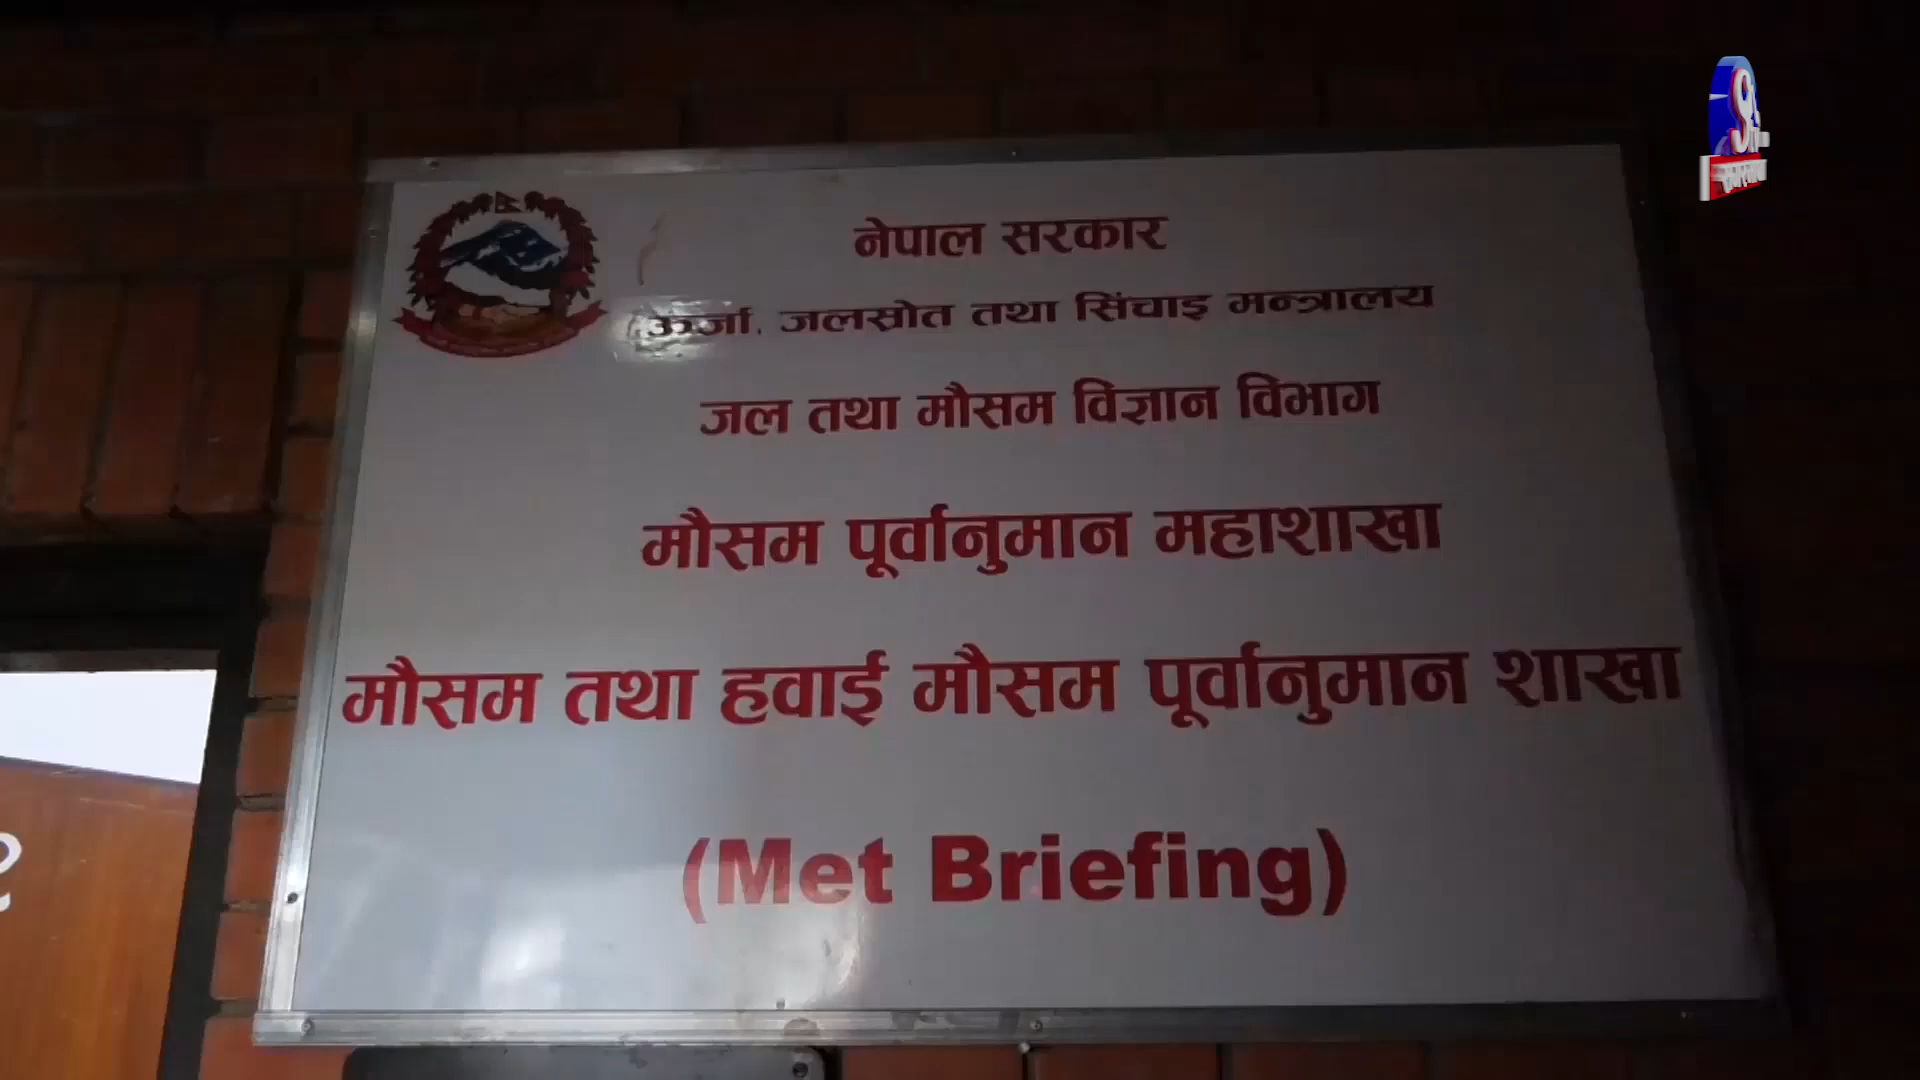 नेपाल सरकार
ऊर्जा, जलस्रोत तथा सिंचाइ मन्त्रालय
जल तथा मौसम विज्ञान विभाग
मौसम पूर्वानुमान महाशाखा
मौसम तथा हवाई मौसम पूर्वानुमान शाखा
(Met Briefing)